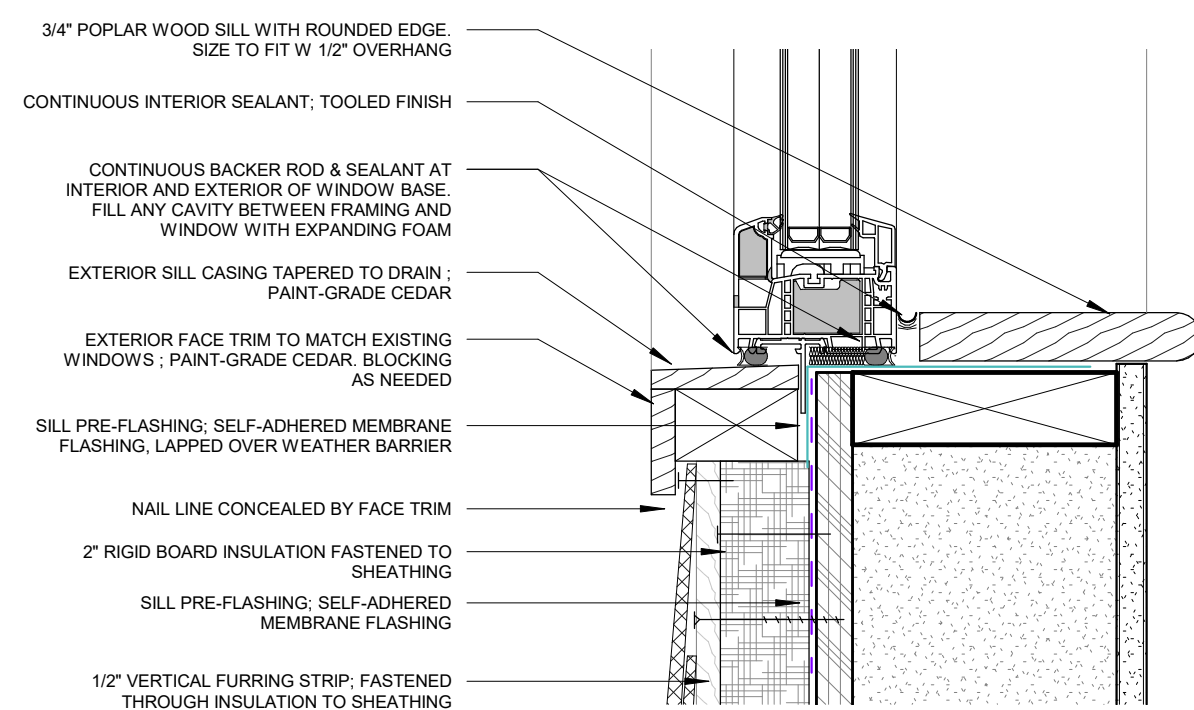 3/4" POPLAR WOOD SILL WITH ROUNDED EDGE.
SIZE TO FIT W 1/2" OVERHANG
CONTINUOUS INTERIOR SEALANT; TOOLED FINISH
CONTINUOUS BACKER ROD & SEALANT AT
INTERIOR AND EXTERIOR OF WINDOW BASE.
FILL ANY CAVITY BETWEEN FRAMING AND
WINDOW WITH EXPANDING FOAM
EXTERIOR SILL CASING TAPERED TO DRAIN ;
PAINT-GRADE CEDAR
EXTERIOR FACE TRIM TO MATCH EXISTING
WINDOWS ; PAINT-GRADE CEDAR. BLOCKING
AS NEEDED
SILL PRE-FLASHING; SELF-ADHERED MEMBRANE
FLASHING, LAPPED OVER WEATHER BARRIER
NAIL LINE CONCEALED BY FACE TRIM
2" RIGID BOARD INSULATION FASTENED TO
SHEATHING
SILL PRE-FLASHING; SELF-ADHERED
MEMBRANE FLASHING
1/2" VERTICAL FURRING STRIP; FASTENED
THROUGH INSULATION TO SHEATHING